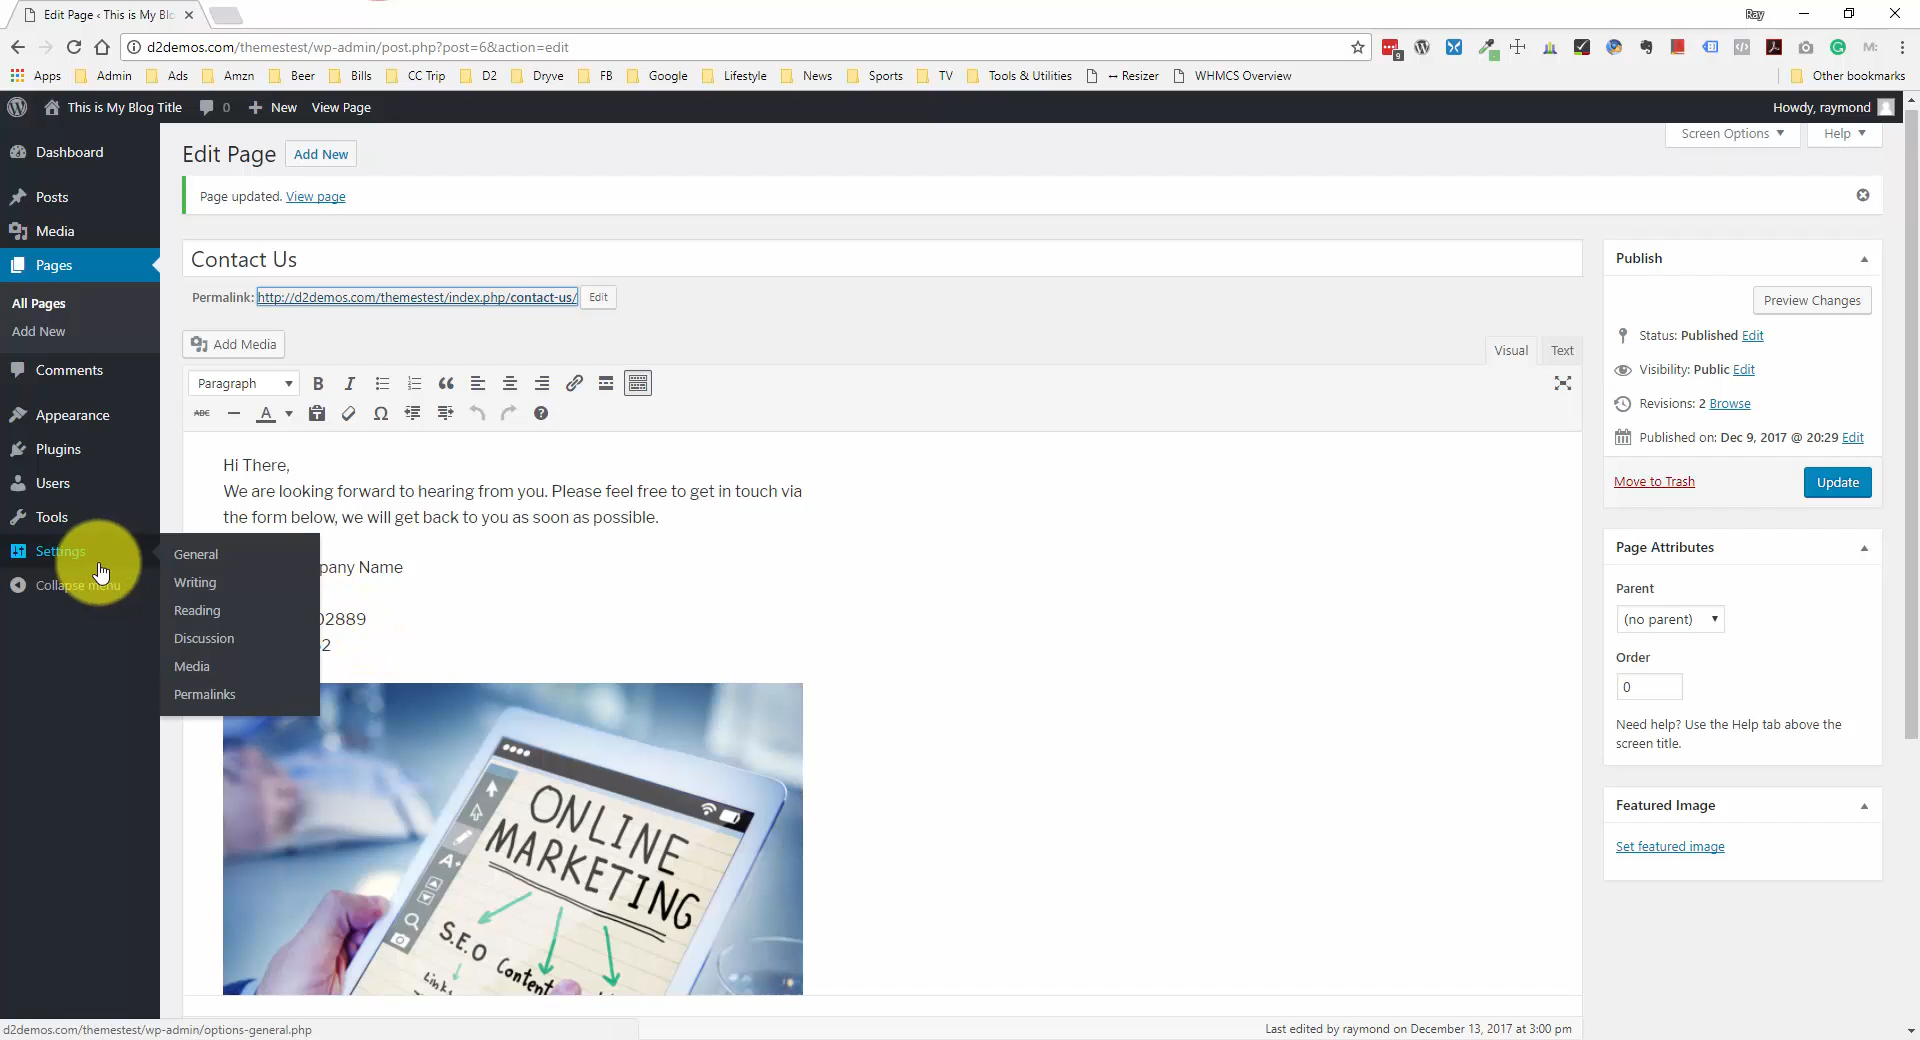 Edit Page ‹ This is My Blo
Ray
d2demos.com/themestest/wp-admin/post.php?post=6&action=edit
9
M:
Apps Admin Ads Amzn Beer Bills CC Trip D2 Dryve FB Google Lifestyle News Sports TV Tools & Utilities ↔ Resizer WHMCS Overview Other bookmarks
This is My Blog Title 0 New View Page Howdy, raymond
Screen Options Help
Dashboard
Posts
Media
Pages
All Pages
Add New
Comments
Appearance
Plugins
Users
Tools
Settings
Collapse menu
General
Writing
Reading
Discussion
Media
Permalinks
Edit Page Add New
Page updated. View page
Contact Us
Permalink: http://d2demos.com/themestest/index.php/contact-us/ Edit
Add Media
Visual Text
Paragraph B I
ABC A Ω
Hi There,
We are looking forward to hearing from you. Please feel free to get in touch via
the form below, we will get back to you as soon as possible.
pany Name
02889
2
ONLINE
MARKETING
A+
S.E.O
Content
Links
Publish
Preview Changes
Status: Published Edit
Visibility: Public Edit
Revisions: 2 Browse
Published on: Dec 9, 2017 @ 20:29 Edit
Move to Trash Update
Page Attributes
Parent
(no parent)
Order
0
Need help? Use the Help tab above the
screen title.
Featured Image
Set featured image
d2demos.com/themestest/wp-admin/options-general.php
Last edited by raymond on December 13, 2017 at 3:00 pm